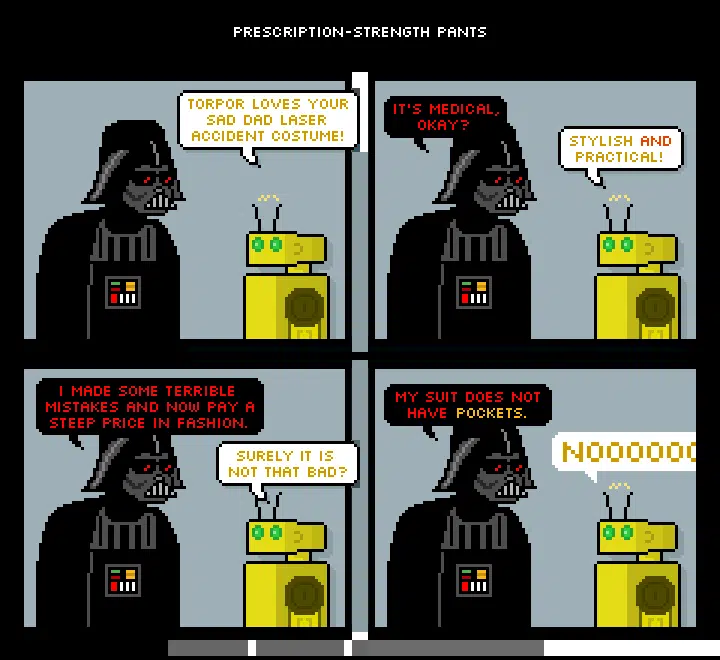 PRESCRIPTION-STRENGTH PANTS
TORPOR LOVES YOUR
SAD DAD LASER
ACCIDENT COSTUME!
IT'S MEDICAL,
OKAY?
STYLISH AND
PRACTICAL!
I MADE SOME TERRIBLE
MISTAKES AND NOW PAY A
STEEP PRICE IN FASHION.
SURELY IT IS
NOT THAT BAD?
MY SUIT DOES NOT
HAVE POCKETS.
NOOOOOO